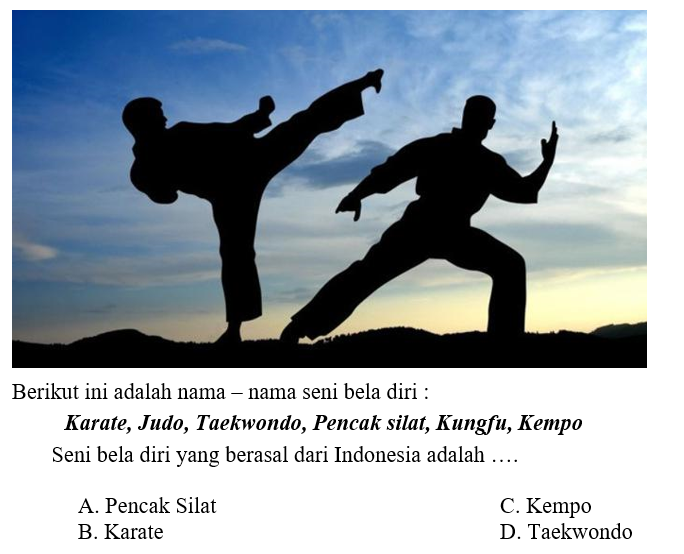 Berikut ini adalah nama – nama seni bela diri :
Karate, Judo, Taekwondo, Pencak silat, Kungfu, Kempo
Seni bela diri yang berasal dari Indonesia adalah ….
A. Pencak Silat
B. Karate
C. Kempo
D. Taekwondo